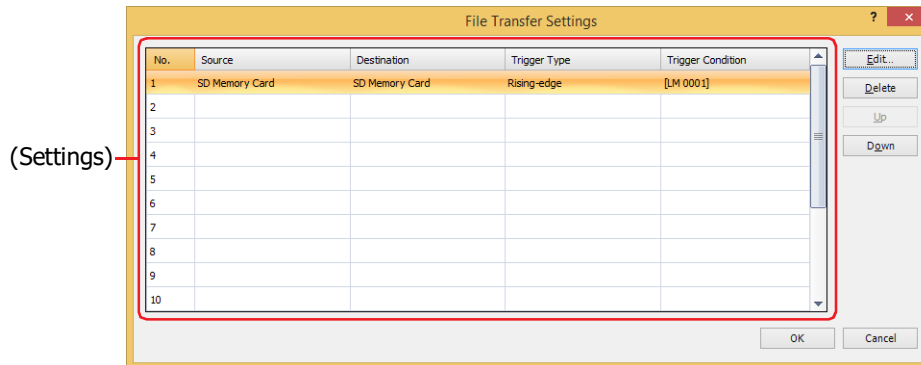 File Transfer Settings
? ×
No. Source Destination Trigger Type Trigger Condition
1 SD Memory Card SD Memory Card Rising-edge [LM 0001]
2
3
4
5
6
7
8
9
10
Edit...
Delete
Up
Down
(Settings)
OK Cancel